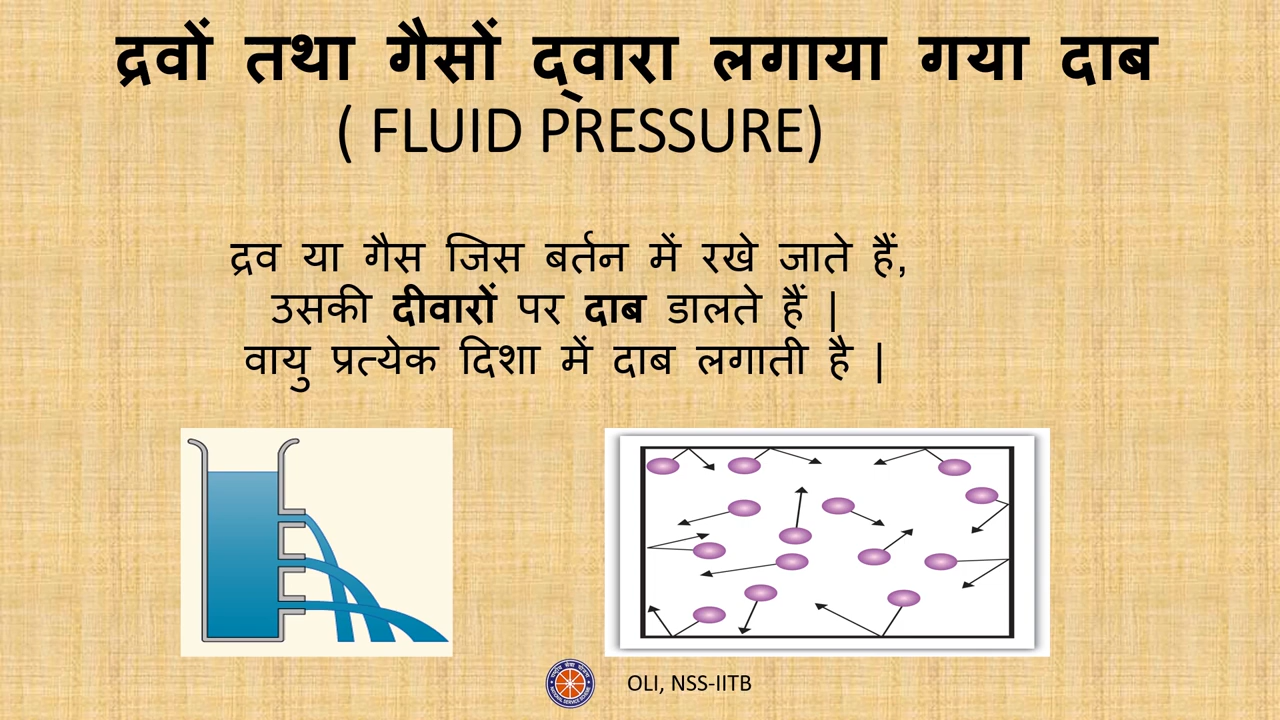 द्रवों तथा गैसों द्वारा लगाया गया दाब
( FLUID PRESSURE)
द्रव या गैस जिस बर्तन में रखे जाते हैं,
उसकी दीवारों पर दाब डालते हैं |
वायु प्रत्येक दिशा में दाब लगाती है |
OLI, NSS-IITB